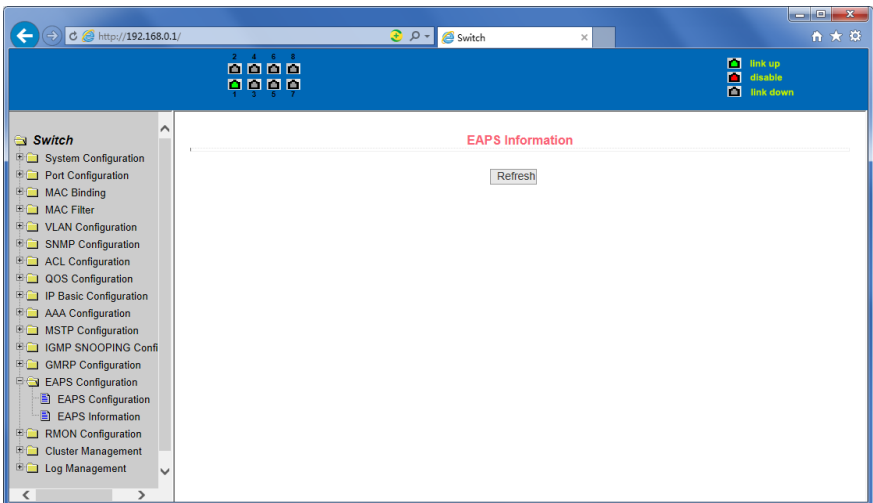 http://192.168.0.1/
Switch
2 4 6 8
1 3 5 7
link up
disable
link down
Switch
System Configuration
Port Configuration
MAC Binding
MAC Filter
VLAN Configuration
SNMP Configuration
ACL Configuration
QOS Configuration
IP Basic Configuration
AAA Configuration
MSTP Configuration
IGMP SNOOPING Confi
GMRP Configuration
EAPS Configuration
EAPS Configuration
EAPS Information
RMON Configuration
Cluster Management
Log Management
EAPS Information
Refresh